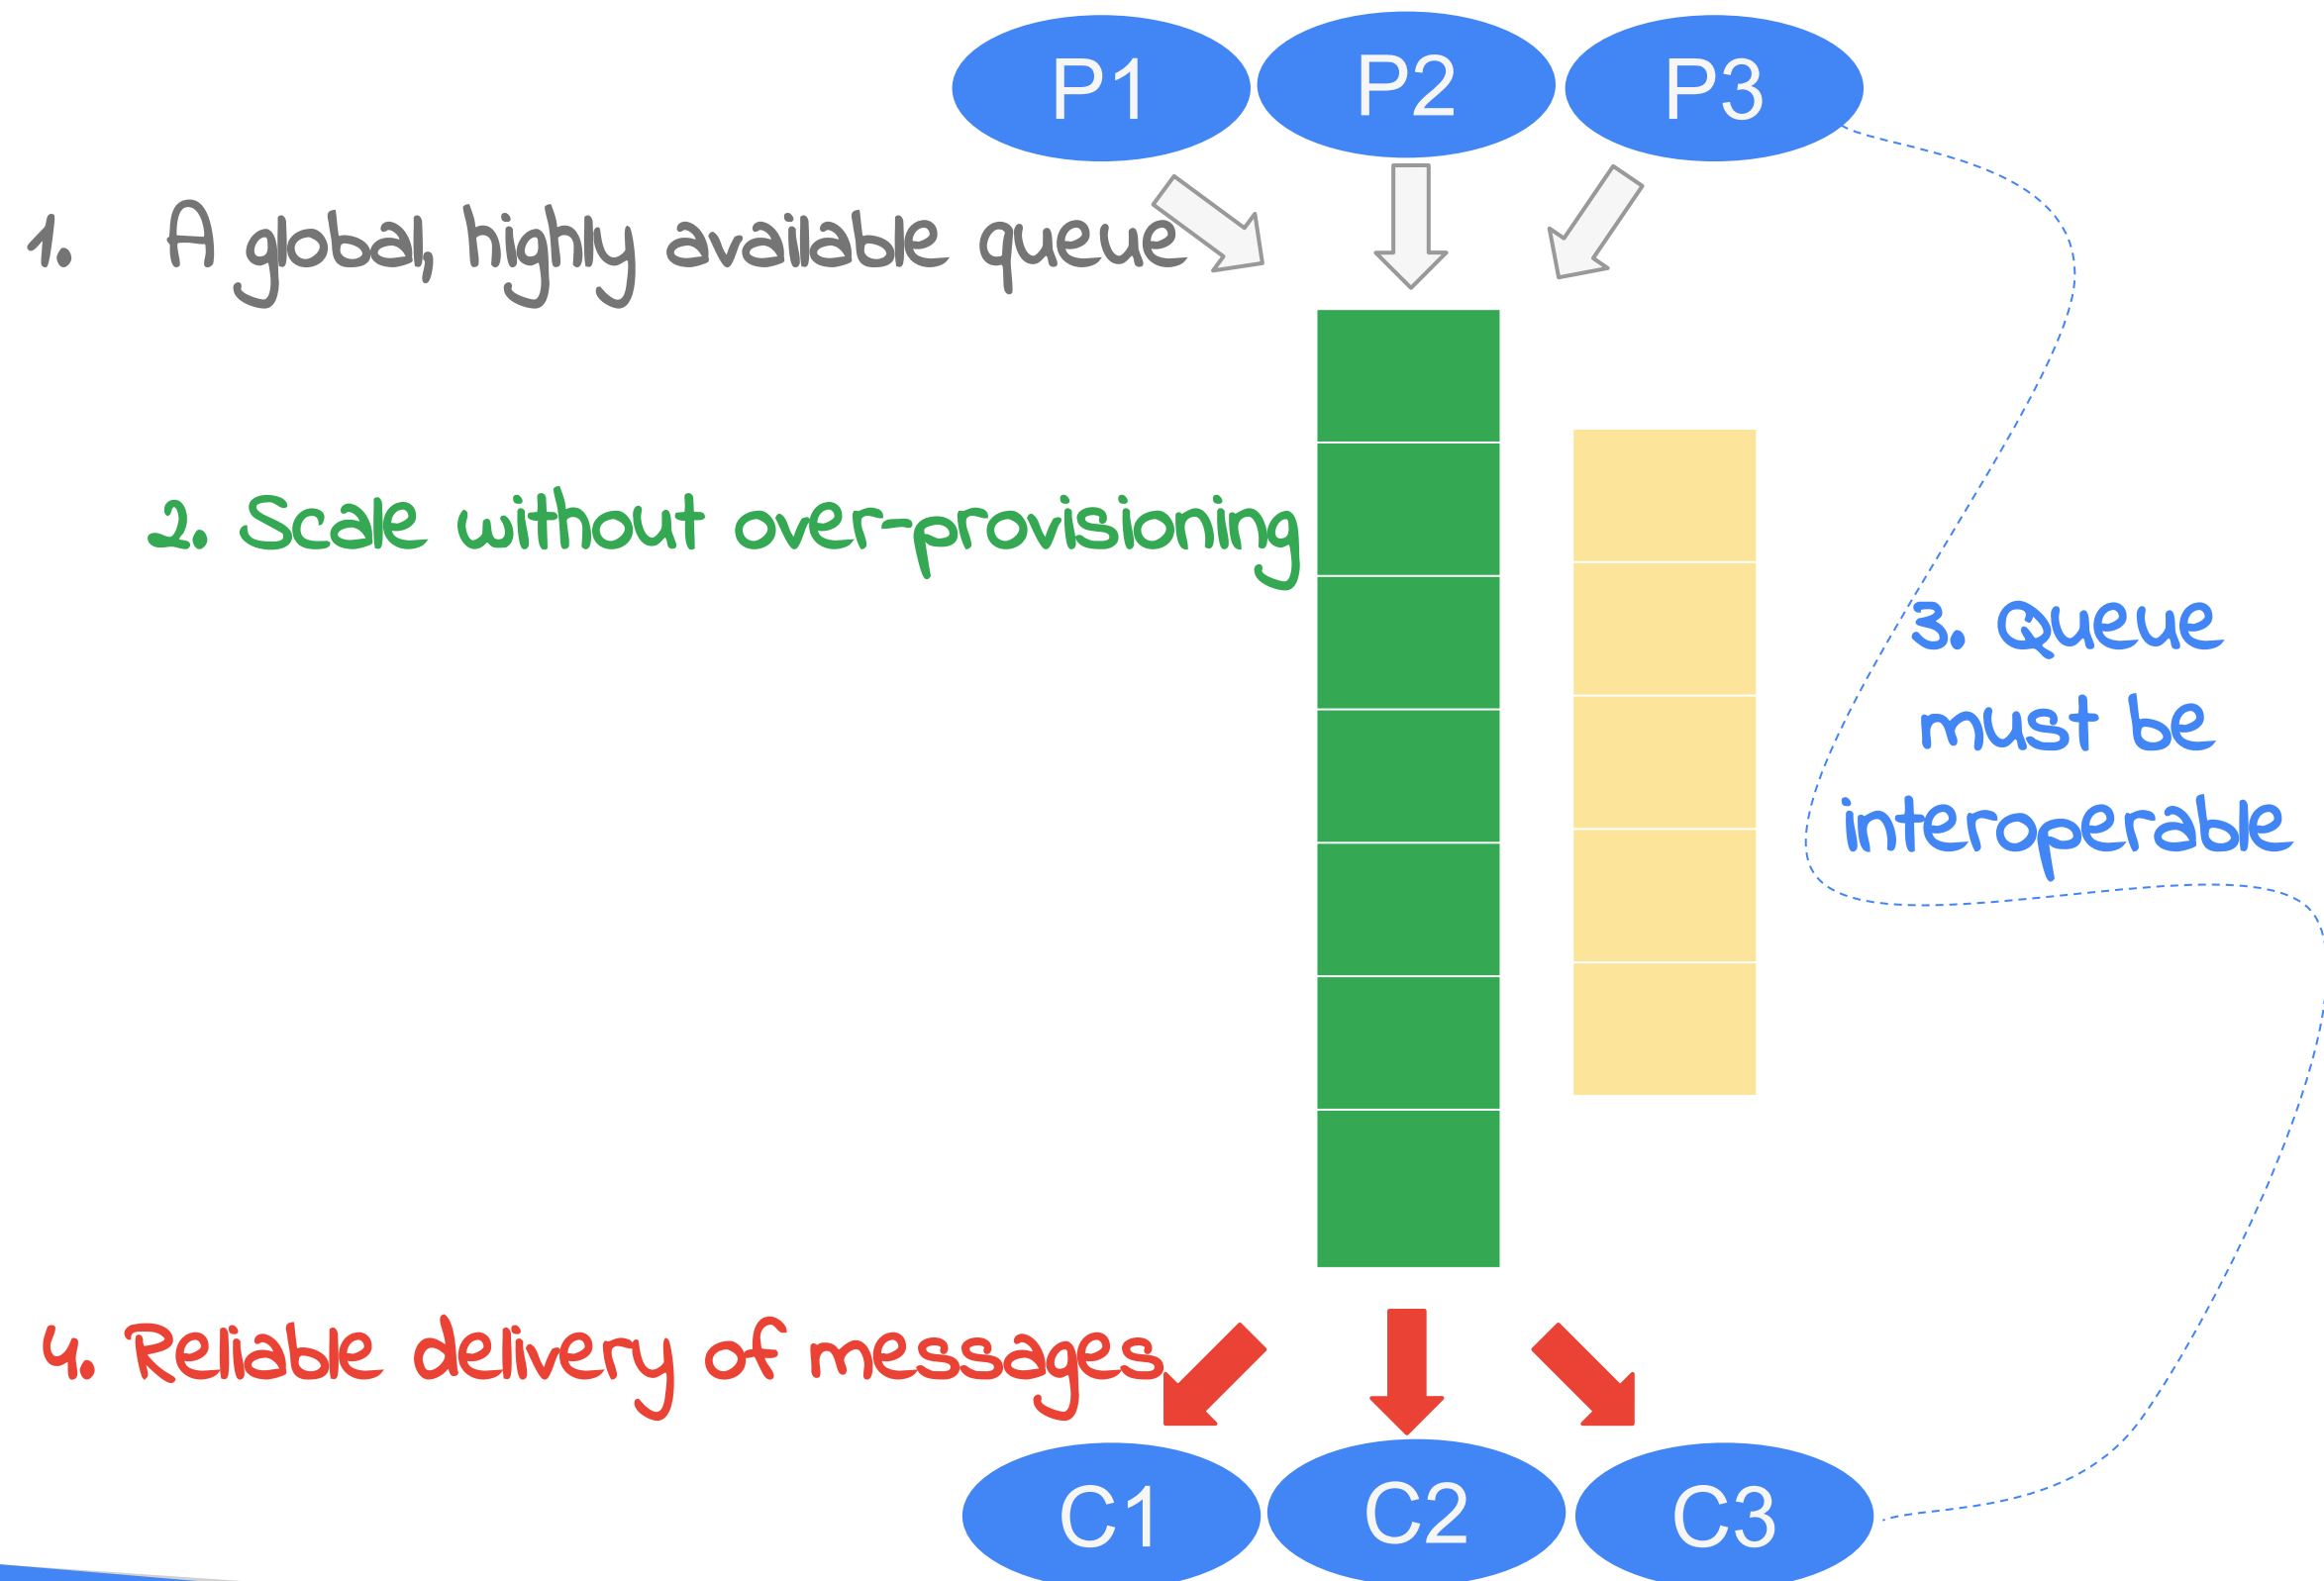 P1 P2 P3
1. A global, highly available queue
2. Scale without over-provisioning
3. Queue
must be
interoperable
4. Reliable delivery of messages
C1 C2 C3